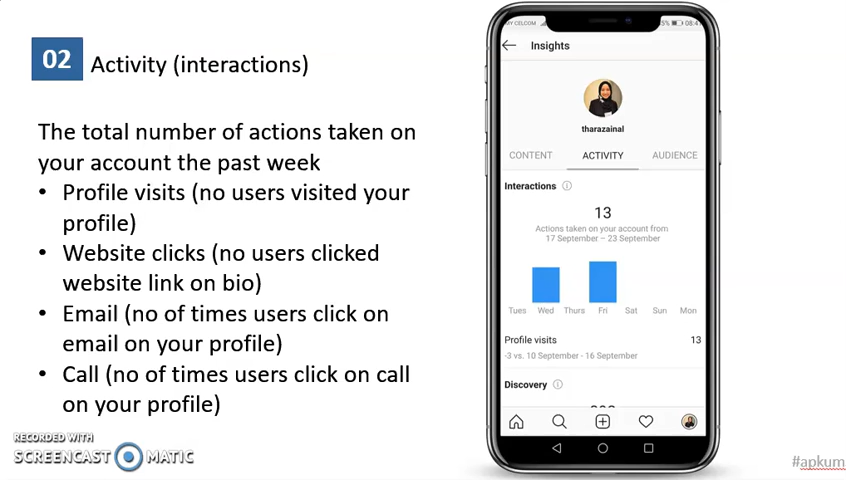 02
Activity (interactions)
The total number of actions taken on
your account the past week
• Profile visits (no users visited your
profile)
• Website clicks (no users clicked
website link on bio)
• Email (no of times users click on
email on your profile)
• Call (no of times users click on call
on your profile)
RECORDED WITH
SCREENCAST MATIC
MY CELCOM
Insights
tharazainal
CONTENT ACTIVITY AUDIENCE
Interactions
13
Actions taken on your account from
17 September – 23 September
Tues Wed Thurs Fri Sat Sun Mon
Profile visits 13
-3 vs. 10 September - 16 September
Discovery
#apkum